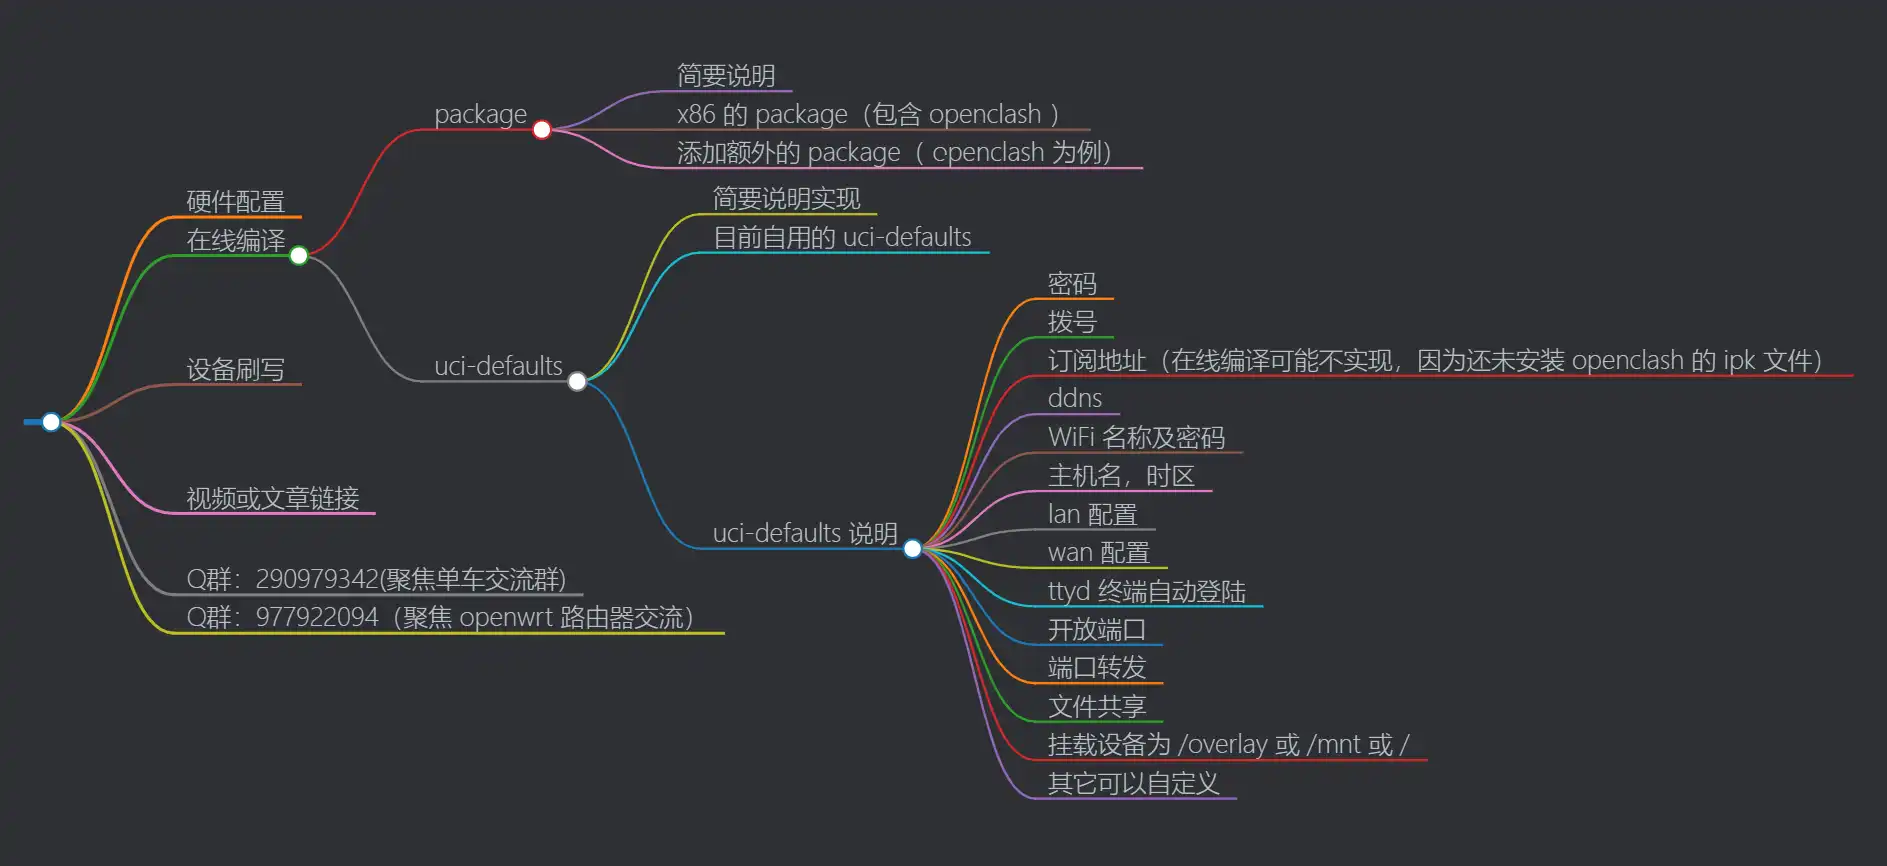 简要说明
package
x86 的 package（包含 openclash ）
添加额外的 package（ openclash 为例）
硬件配置
简要说明实现
在线编译
目前自用的 uci-defaults
密码
拨号
设备刷写
uci-defaults
订阅地址（在线编译可能不实现，因为还未安装 openclash 的 ipk 文件）
ddns
WiFi 名称及密码
主机名，时区
视频或文章链接
lan 配置
uci-defaults 说明
wan 配置
Q群：290979342(聚焦单车交流群)
ttyd 终端自动登陆
Q群：977922094（聚焦 openwrt 路由器交流）
开放端口
端口转发
文件共享
挂载设备为 /overlay 或 /mnt 或 /
其它可以自定义